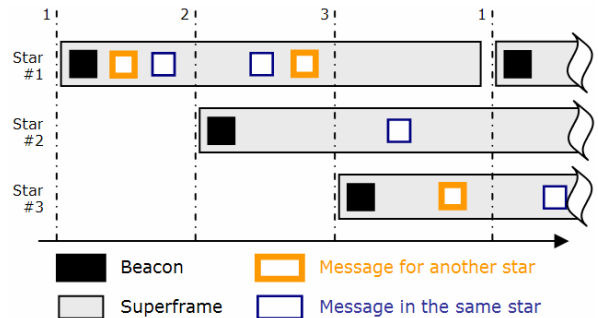 1 2 3 1
Star
#1
Star
#2
Star
#3
Beacon Message for another star
Superframe Message in the same star